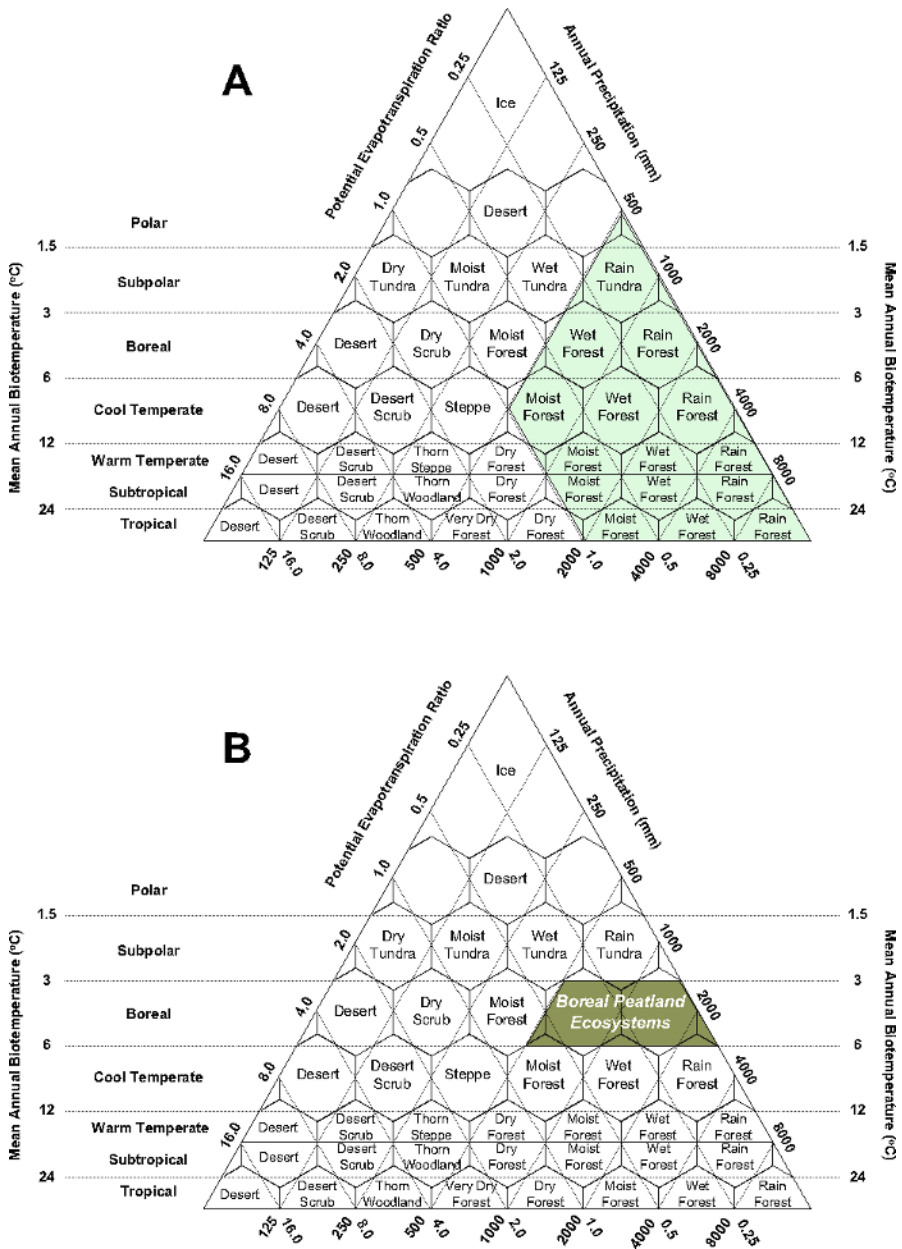 A
Potential Evapotranspiration Ratio
Annual Precipitation (mm)
0.25
125
Ice
0.5
250
1.0
Desert
500
Polar
1.5
1.5
2.0
Dry
Tundra
Moist
Tundra
Wet
Tundra
Rain
Tundra
1000
Subpolar
3
3
4.0
Desert
Dry
Scrub
Moist
Forest
Wet
Forest
Rain
Forest
2000
Boreal
6
6
8.0
Desert
Desert
Scrub
Steppe
Moist
Forest
Wet
Forest
Rain
Forest
4000
Cool Temperate
12
12
16.0
Desert
Desert
Scrub
Thorn
Steppe
Dry
Forest
Moist
Forest
Wet
Forest
Rain
Forest
8000
Warm Temperate
Subtropical
Desert
Desert
Scrub
Thorn
Woodland
Dry
Forest
Moist
Forest
Wet
Forest
Rain
Forest
24
24
Tropical
Desert
Desert
Scrub
Thorn
Woodland
Very Dry
Forest
Dry
Forest
Moist
Forest
Wet
Forest
Rain
Forest
125 16.0
250 8.0
500 4.0
1000 2.0
2000 1.0
4000 0.5
8000 0.25
Mean Annual Biotemperature (°C)
Mean Annual Biotemperature (°C)
B
Potential Evapotranspiration Ratio
Annual Precipitation (mm)
0.25
125
Ice
0.5
250
1.0
Desert
500
Polar
1.5
1.5
2.0
Dry
Tundra
Moist
Tundra
Wet
Tundra
Rain
Tundra
1000
Subpolar
3
3
4.0
Desert
Dry
Scrub
Moist
Forest
Boreal Peatland
Ecosystems
2000
Boreal
6
6
8.0
Desert
Desert
Scrub
Steppe
Moist
Forest
Wet
Forest
Rain
Forest
4000
Cool Temperate
12
12
16.0
Desert
Desert
Scrub
Thorn
Steppe
Dry
Forest
Moist
Forest
Wet
Forest
Rain
Forest
8000
Warm Temperate
Subtropical
Desert
Desert
Scrub
Thorn
Woodland
Dry
Forest
Moist
Forest
Wet
Forest
Rain
Forest
24
24
Tropical
Desert
Desert
Scrub
Thorn
Woodland
Very Dry
Forest
Dry
Forest
Moist
Forest
Wet
Forest
Rain
Forest
125 16.0
250 8.0
500 4.0
1000 2.0
2000 1.0
4000 0.5
8000 0.25
Mean Annual Biotemperature (°C)
Mean Annual Biotemperature (°C)